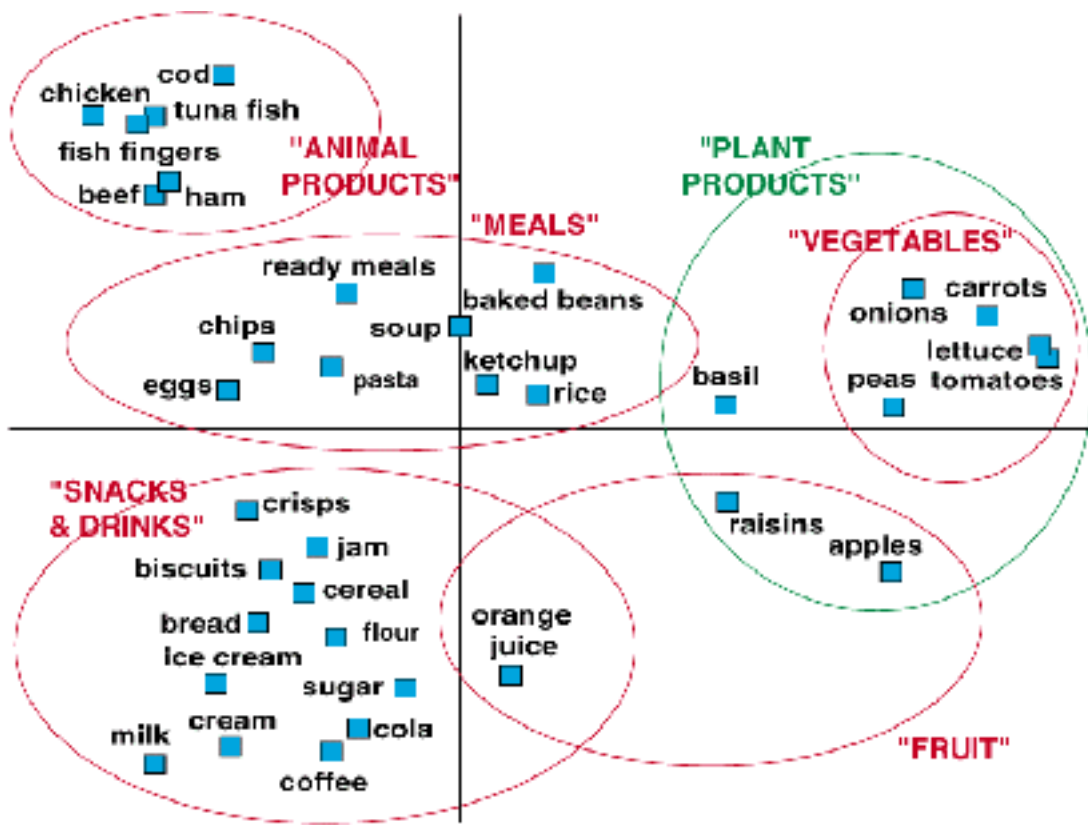 cod
chicken
tuna fish
fish fingers
beef
ham
"ANIMAL
PRODUCTS"
"PLANT
PRODUCTS"
"MEALS"
"VEGETABLES"
ready meals
baked beans
carrots
onions
chips
soup
ketchup
lettuce
eggs
pasta
rice
basil
peas
tomatoes
"SNACKS
& DRINKS"
crisps
jam
raisins
apples
biscuits
cereal
bread
flour
orange
juice
ice cream
sugar
milk
cream
cola
coffee
"FRUIT"